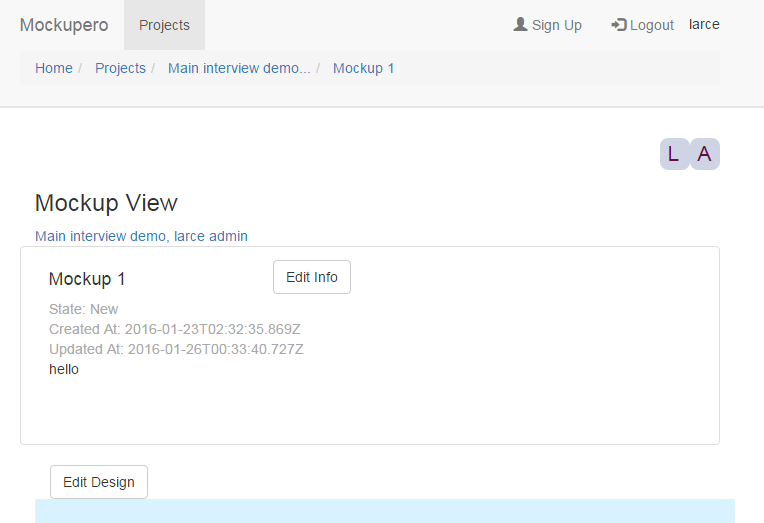 Mockupero Projects Sign Up Logout larce
Home / Projects / Main interview demo... / Mockup 1
L A
Mockup View
Main interview demo, larce admin
Mockup 1 Edit Info
State: New
Created At: 2016-01-23T02:32:35.869Z
Updated At: 2016-01-26T00:33:40.727Z
hello
Edit Design